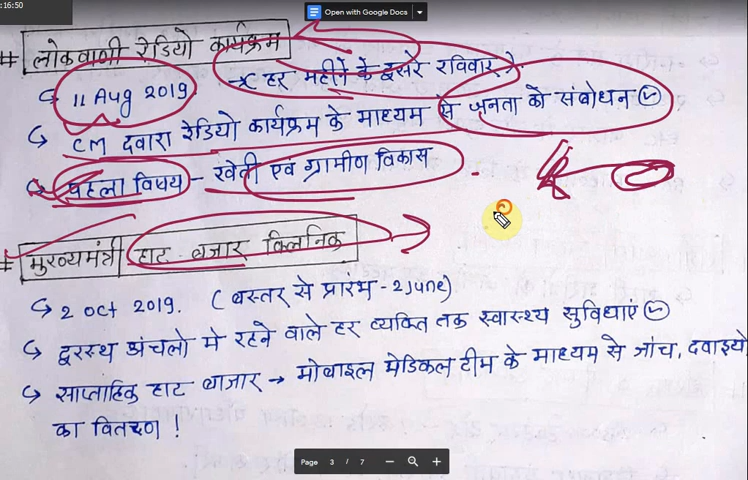 :16:50
Open with Google Docs
# लोकवाणी रेडियो कार्यक्रम
↳ 11 Aug 2019 → हर महीने के दूसरे रविवार
↳ CM द्वारा रेडियो कार्यक्रम के माध्यम से जनता को संबोधन
↳ पहला विषय - खेती एवं ग्रामीण विकास
# मुख्यमंत्री हाट बाजार क्लिनिक
↳ 2 oct 2019. (बस्तर से प्रारंभ - 2 June)
↳ दूरस्थ अंचलो मे रहने वाले हर व्यक्ति तक स्वास्थ्य सुविधाएं
↳ साप्ताहिक हाट बाजार → मोबाइल मेडिकल टीम के माध्यम से जांच, दवाइयो
का वितरण !
Page 3 / 7